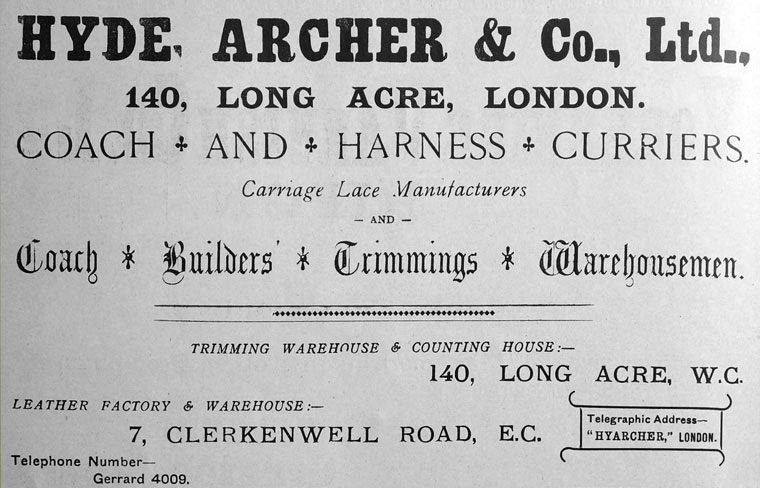 HYDE, ARCHER & Co., Ltd.,
140, LONG ACRE, LONDON.
COACH ♣ AND ♣ HARNESS ♣ CURRIERS.
Carriage Lace Manufacturers
— AND —
Coach * Builders' * Trimmings * Warehousemen.
TRIMMING WAREHOUSE & COUNTING HOUSE:—
140, LONG ACRE, W.C.
LEATHER FACTORY & WAREHOUSE:—
7, CLERKENWELL ROAD, E.C.
Telegraphic Address—
"HYARCHER," LONDON.
Telephone Number—
Gerrard 4009.